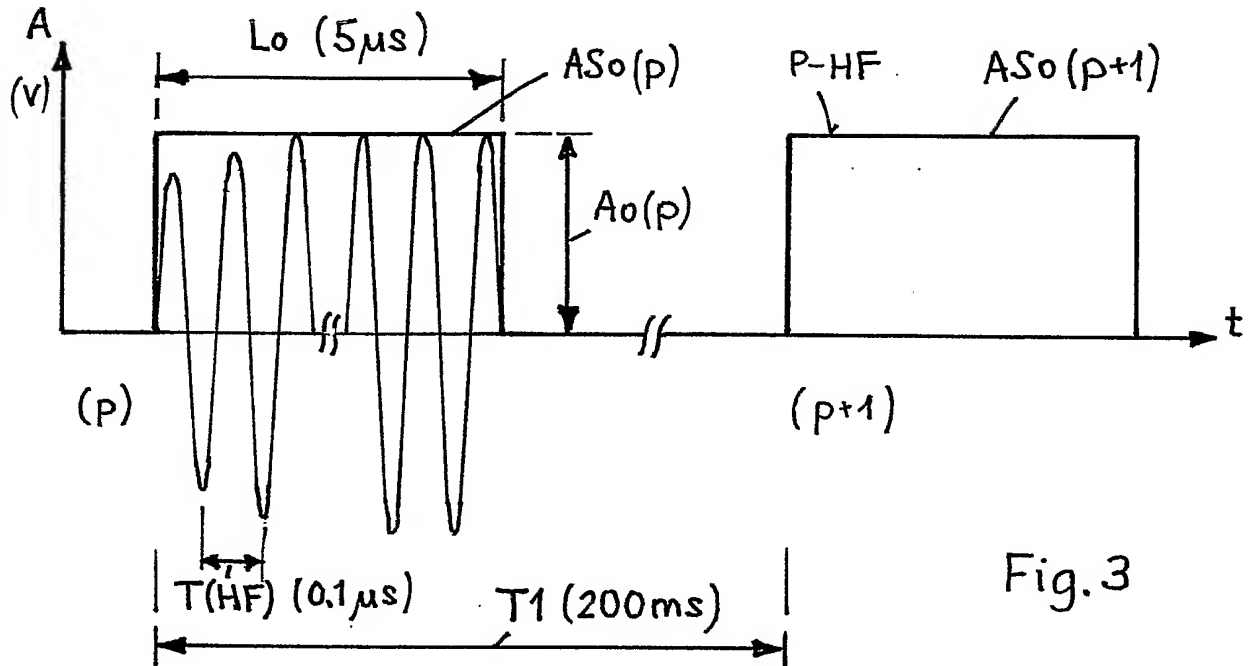 A
(V)
Lo (5µs)
ASo(p)
P-HF
ASo(p+1)
Ao(p)
t
(p)
(p+1)
T(HF) (0.1µs)
T1 (200ms)
Fig.3